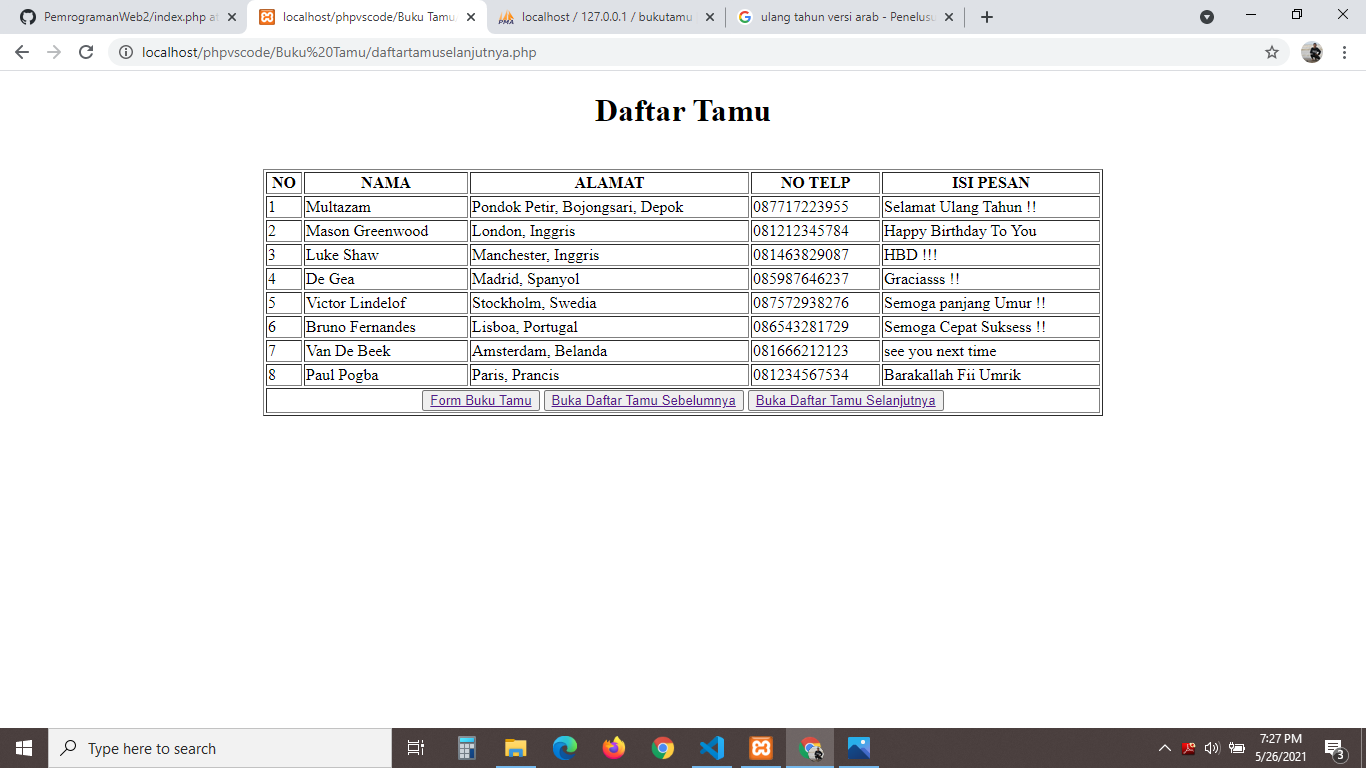 PemrogramanWeb2/index.php at
localhost/phpvscode/Buku Tamu/
localhost / 127.0.0.1 / bukutamu
ulang tahun versi arab - Penelusu
localhost/phpvscode/Buku%20Tamu/daftartamuselanjutnya.php
Daftar Tamu
NO NAMA ALAMAT NO TELP ISI PESAN
1 Multazam Pondok Petir, Bojongsari, Depok 087717223955 Selamat Ulang Tahun !!
2 Mason Greenwood London, Inggris 081212345784 Happy Birthday To You
3 Luke Shaw Manchester, Inggris 081463829087 HBD !!!
4 De Gea Madrid, Spanyol 085987646237 Graciasss !!
5 Victor Lindelof Stockholm, Swedia 087572938276 Semoga panjang Umur !!
6 Bruno Fernandes Lisboa, Portugal 086543281729 Semoga Cepat Suksess !!
7 Van De Beek Amsterdam, Belanda 081666212123 see you next time
8 Paul Pogba Paris, Prancis 081234567534 Barakallah Fii Umrik
Form Buku Tamu Buka Daftar Tamu Sebelumnya Buka Daftar Tamu Selanjutnya
Type here to search
7:27 PM
5/26/2021
3